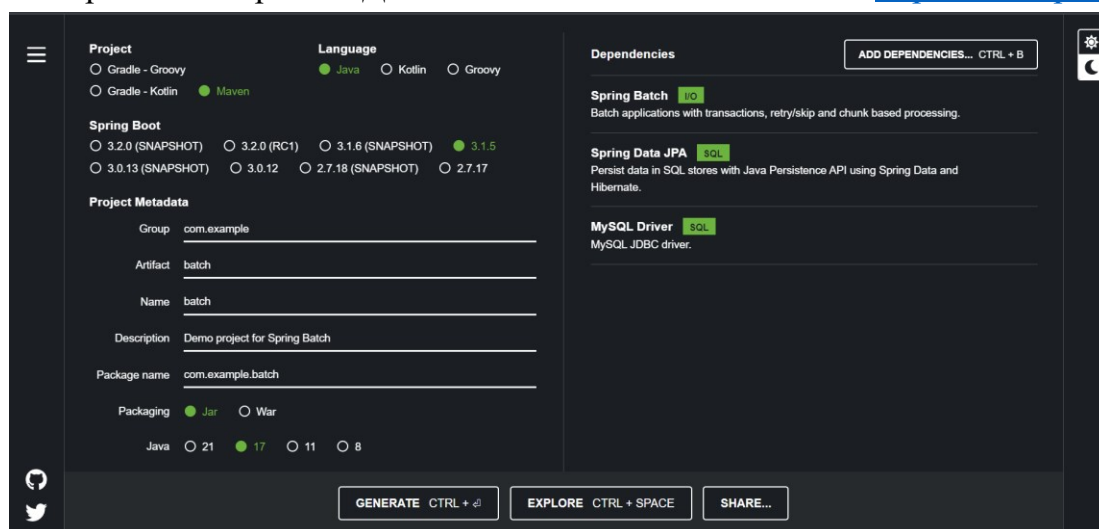 Project
Gradle - Groovy
Gradle - Kotlin Maven
Language
Java Kotlin Groovy
Spring Boot
3.2.0 (SNAPSHOT) 3.2.0 (RC1) 3.1.6 (SNAPSHOT) 3.1.5
3.0.13 (SNAPSHOT) 3.0.12 2.7.18 (SNAPSHOT) 2.7.17
Project Metadata
Group com.example
Artifact batch
Name batch
Description Demo project for Spring Batch
Package name com.example.batch
Packaging Jar War
Java 21 17 11 8
Dependencies ADD DEPENDENCIES... CTRL + B
Spring Batch I/O
Batch applications with transactions, retry/skip and chunk based processing.
Spring Data JPA SQL
Persist data in SQL stores with Java Persistence API using Spring Data and
Hibernate.
MySQL Driver SQL
MySQL JDBC driver.
GENERATE CTRL + ⏎ EXPLORE CTRL + SPACE SHARE...